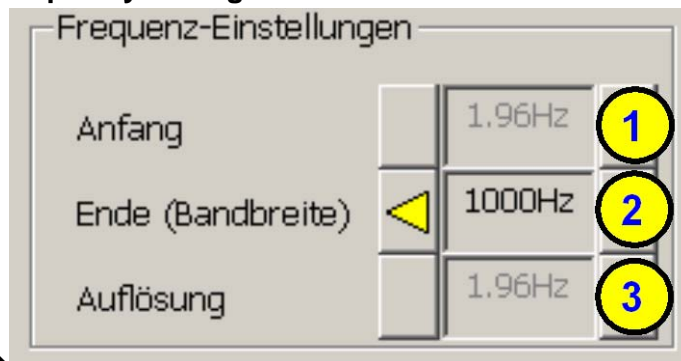 Frequenz-Einstellungen
Anfang 1.96Hz 1
Ende (Bandbreite) 1000Hz 2
Auflösung 1.96Hz 3